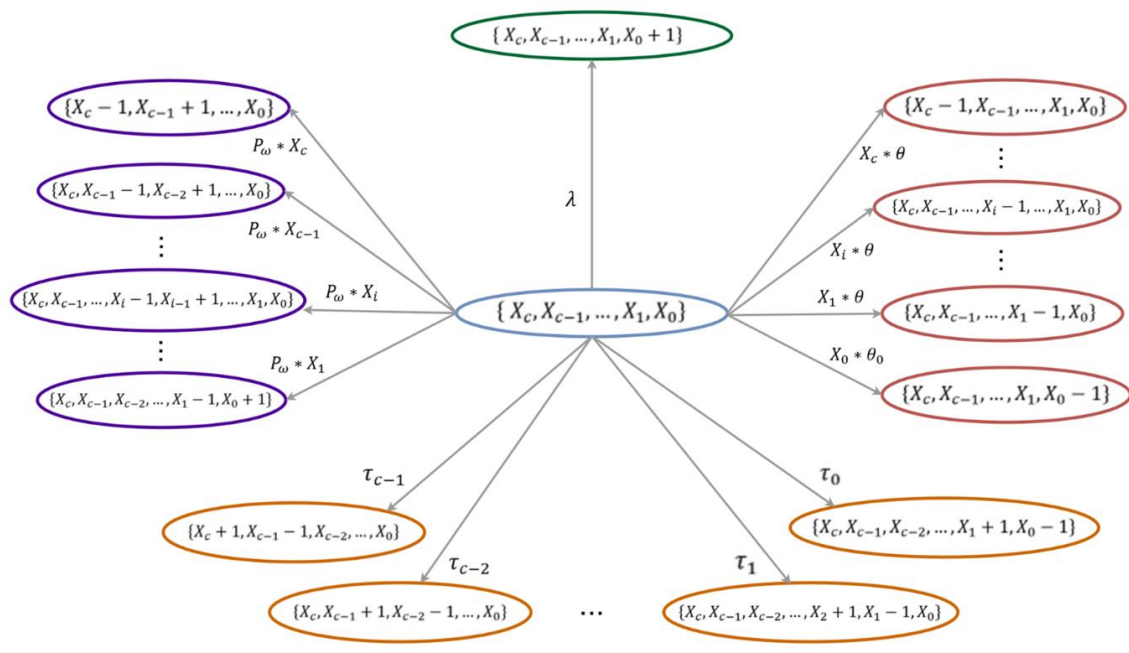 { X_c, X_{c−1}, ..., X_1, X_0 + 1}
{X_c − 1, X_{c−1} + 1, ..., X_0}
P_ω * X_c
{X_c, X_{c−1} − 1, X_{c−2} + 1, ..., X_0}
P_ω * X_{c−1}
⋮
{X_c, X_{c−1}, ..., X_i − 1, X_{i−1} + 1, ..., X_1, X_0}
P_ω * X_i
⋮
P_ω * X_1
{X_c, X_{c−1}, X_{c−2}, ..., X_1 − 1, X_0 + 1}
λ
{ X_c, X_{c−1}, ..., X_1, X_0}
{X_c − 1, X_{c−1}, ..., X_1, X_0}
X_c * θ
⋮
{X_c, X_{c−1}, ..., X_i − 1, ..., X_1, X_0}
X_i * θ
⋮
X_1 * θ
{X_c, X_{c−1}, ..., X_1 − 1, X_0}
X_0 * θ_0
{X_c, X_{c−1}, ..., X_1, X_0 − 1}
τ_{c−1}
{X_c + 1, X_{c−1} − 1, X_{c−2}, ..., X_0}
τ_{c−2}
{X_c, X_{c−1} + 1, X_{c−2} − 1, ..., X_0}
...
τ_1
{X_c, X_{c−1}, X_{c−2}, ..., X_2 + 1, X_1 − 1, X_0}
τ_0
{X_c, X_{c−1}, X_{c−2}, ..., X_1 + 1, X_0 − 1}